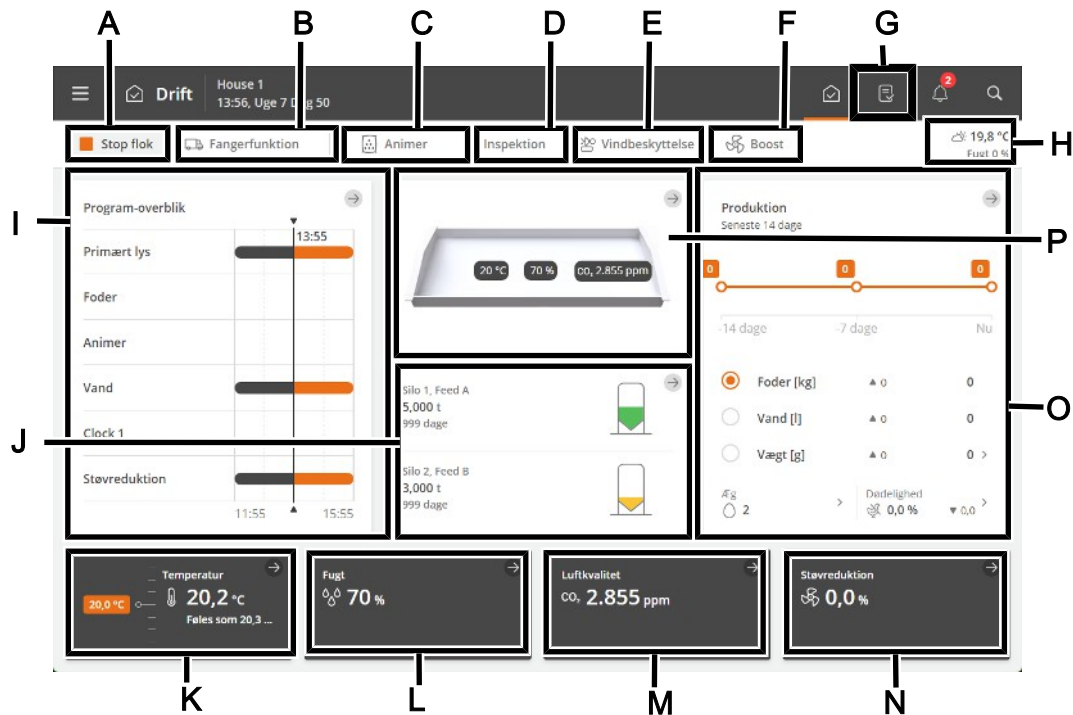 A B C D E F G
House 1
Drift
13:56, Uge 7 Dag 50
2
Stop flok
Fangerfunktion
Animer
Inspektion
Vindbeskyttelse
Boost
19,8 °C
Fugt 0 %
H
I
Program-overblik
13:55
Primært lys
Foder
Animer
Vand
Clock 1
Støvreduktion
11:55 15:55
20 °C 70 % CO₂ 2.855 ppm
P
J
Silo 1, Feed A
5,000 t
999 dage
Silo 2, Feed B
3,000 t
999 dage
Produktion
Seneste 14 dage
0 0 0
-14 dage -7 dage Nu
Foder [kg] ▲ 0 0
Vand [l] ▲ 0 0
Vægt [g] ▲ 0 0 >
Æg
2 >
Dødelighed
0,0 % ▼ 0,0 >
O
20,0 °C
Temperatur
20,2 °C
Føles som 20,3 ...
Fugt
70 %
Luftkvalitet
CO₂ 2.855 ppm
Støvreduktion
0,0 %
K L M N